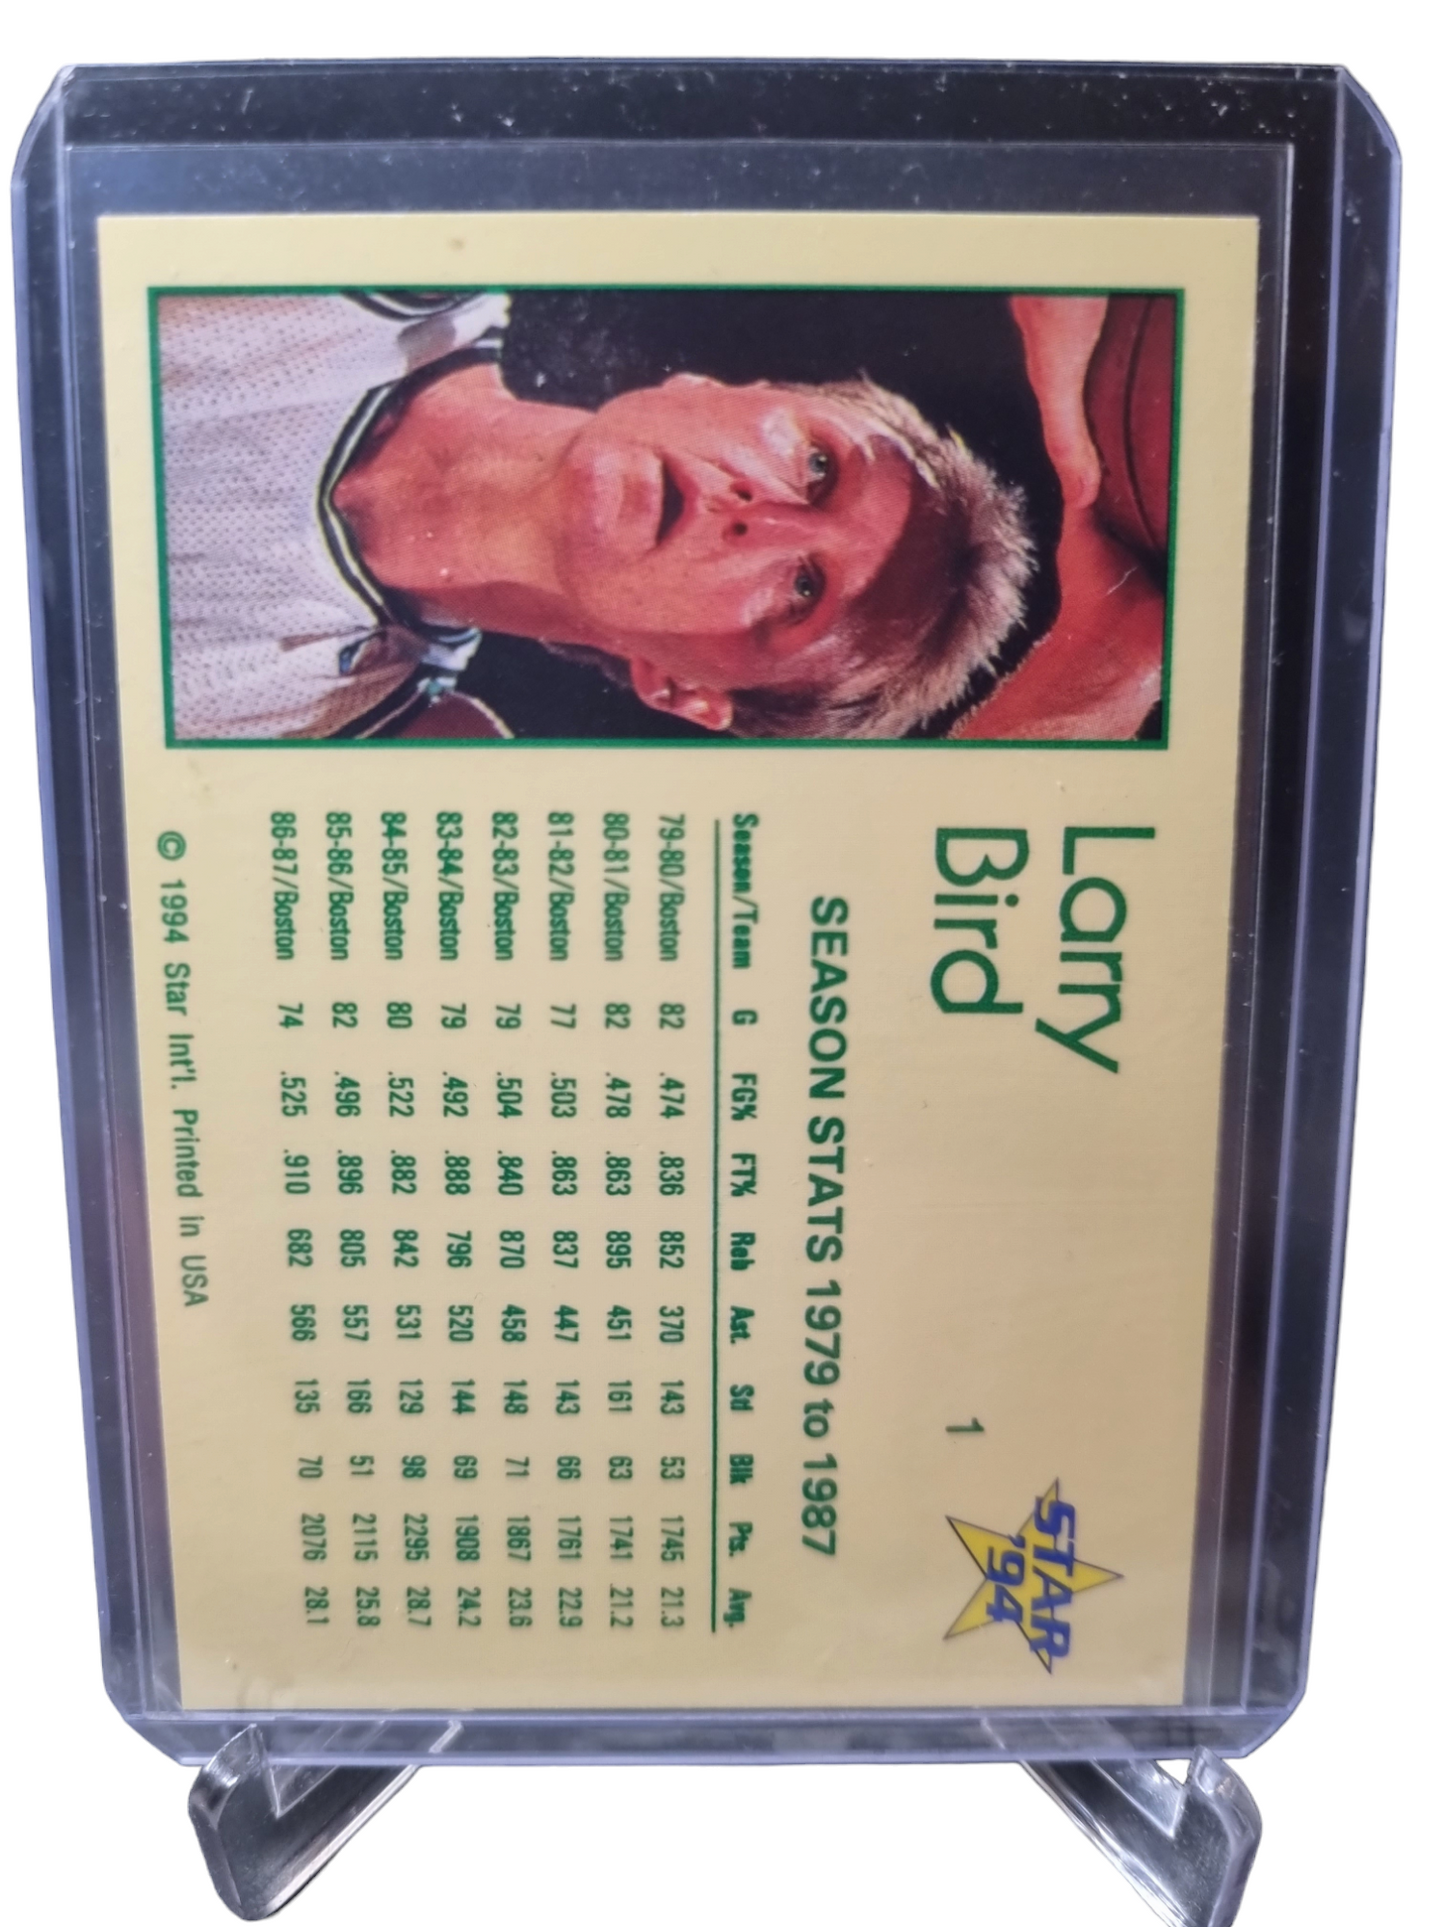 Larry
Bird
1
STAR
'94
SEASON STATS 1979 to 1987
Season/Team G FG% FT% Reb Ast. Stl Blk Pts. Avg.
79-80/Boston 82 .474 .836 852 370 143 53 1745 21.3
80-81/Boston 82 .478 .863 895 451 161 63 1741 21.2
81-82/Boston 77 .503 .863 837 447 143 66 1761 22.9
82-83/Boston 79 .504 .840 870 458 148 71 1867 23.6
83-84/Boston 79 .492 .888 796 520 144 69 1908 24.2
84-85/Boston 80 .522 .882 842 531 129 98 2295 28.7
85-86/Boston 82 .496 .896 805 557 166 51 2115 25.8
86-87/Boston 74 .525 .910 682 566 135 70 2076 28.1
© 1994 Star Int'l. Printed in USA